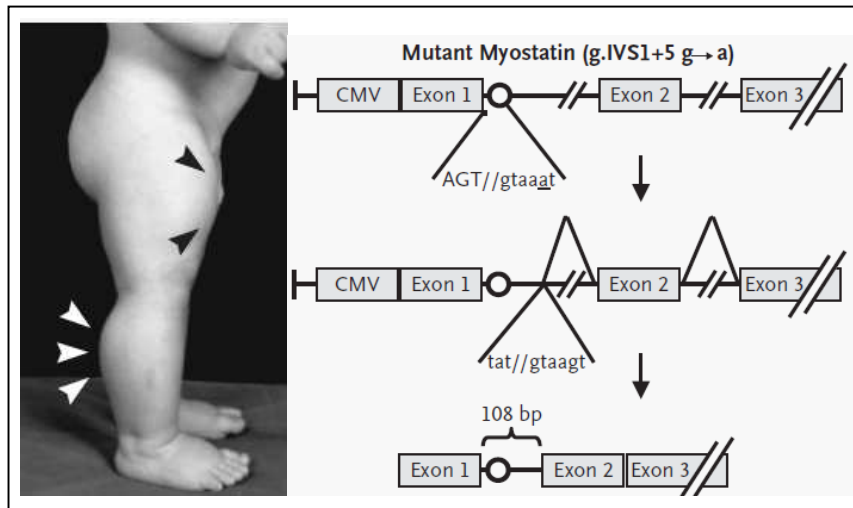 Mutant Myostatin (g.IVS1+5 g→a)
CMV Exon 1 Exon 2 Exon 3
AGT//gtaaat
CMV Exon 1 Exon 2 Exon 3
tat//gtaagt
108 bp
Exon 1 Exon 2 Exon 3